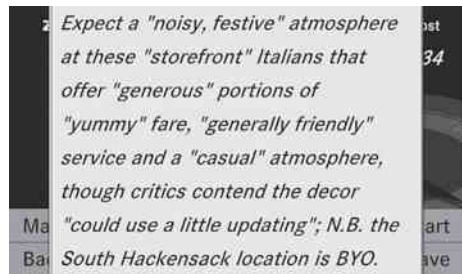 Expect a "noisy, festive" atmosphere
at these "storefront" Italians that
offer "generous" portions of
"yummy" fare, "generally friendly"
service and a "casual" atmosphere,
though critics contend the decor
"could use a little updating"; N.B. the
South Hackensack location is BYO.
34